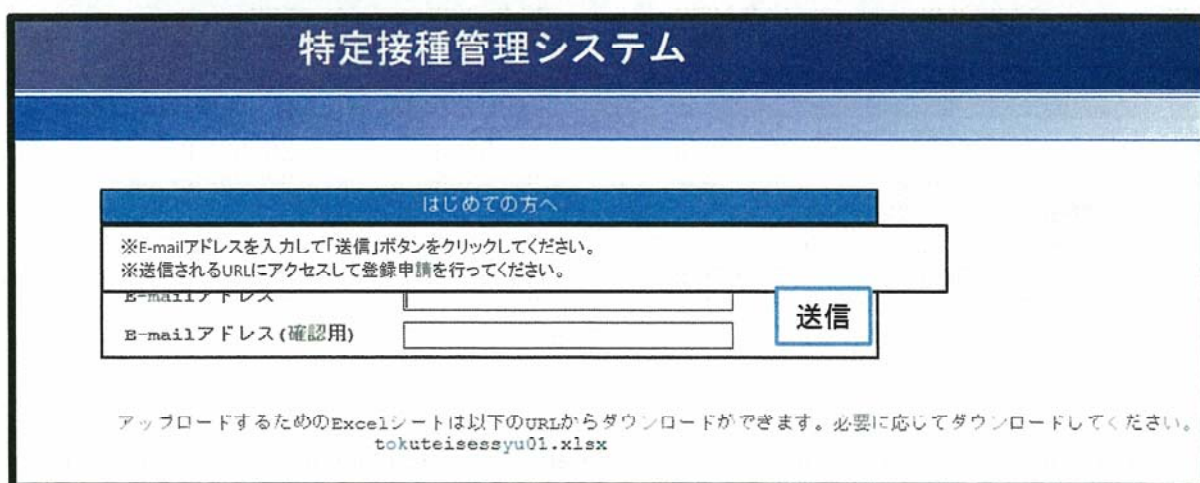 特定接種管理システム
はじめての方へ
※E-mailアドレスを入力して「送信」ボタンをクリックしてください。
※送信されるURLにアクセスして登録申請を行ってください。
E-mailアドレス
送信
E-mailアドレス(確認用)
アップロードするためのExcelシートは以下のURLからダウンロードができます。必要に応じてダウンロードしてください。
tokuteisessyu01.xlsx